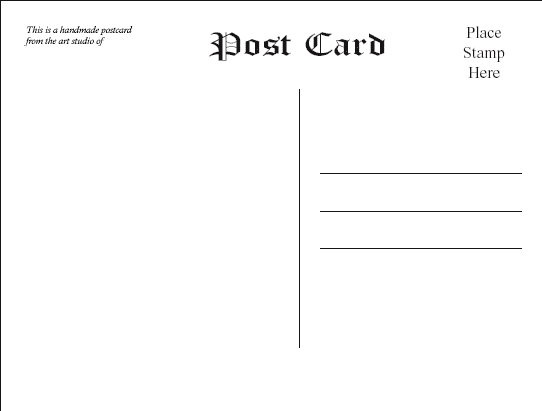 This is a handmade postcard
from the art studio of
Post Card
Place
Stamp
Here